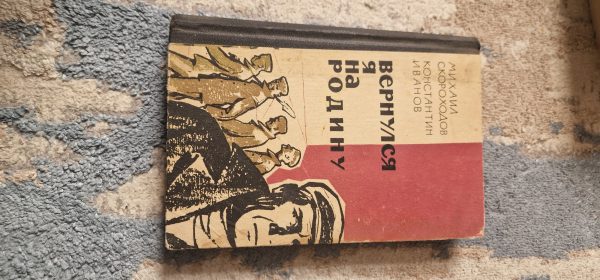 МИХАИЛ
СКОРОХОДОВ
КОНСТАНТИН
ИВАНОВ
ВЕРНУЛСЯ
Я
НА
РОДИНУ